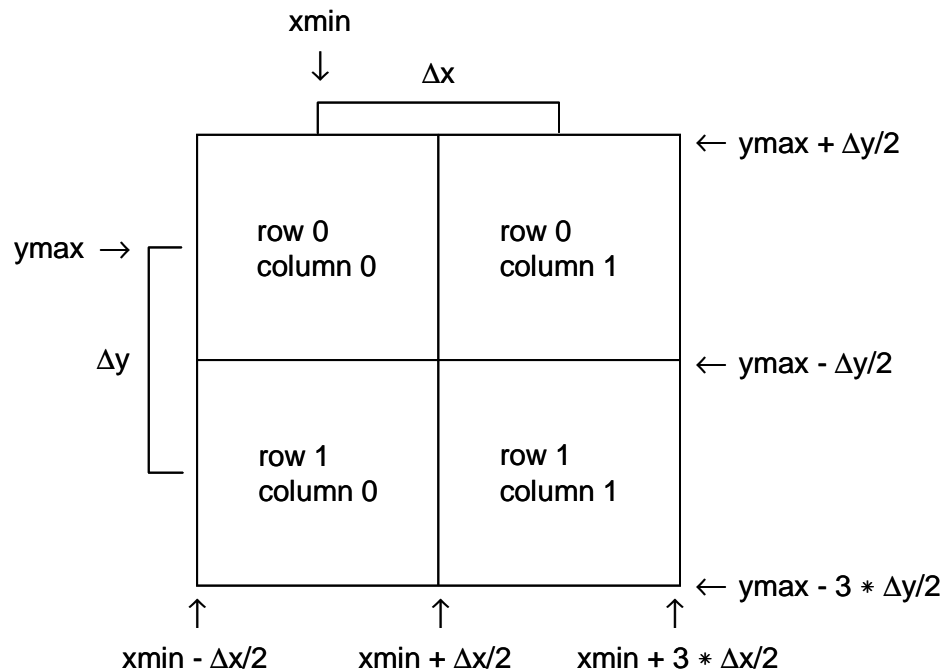 xmin
↓
Δx
← ymax + Δy/2
row 0
column 0
row 0
column 1
ymax →
Δy
← ymax - Δy/2
row 1
column 0
row 1
column 1
← ymax - 3 * Δy/2
↑ ↑ ↑
xmin - Δx/2 xmin + Δx/2 xmin + 3 * Δx/2